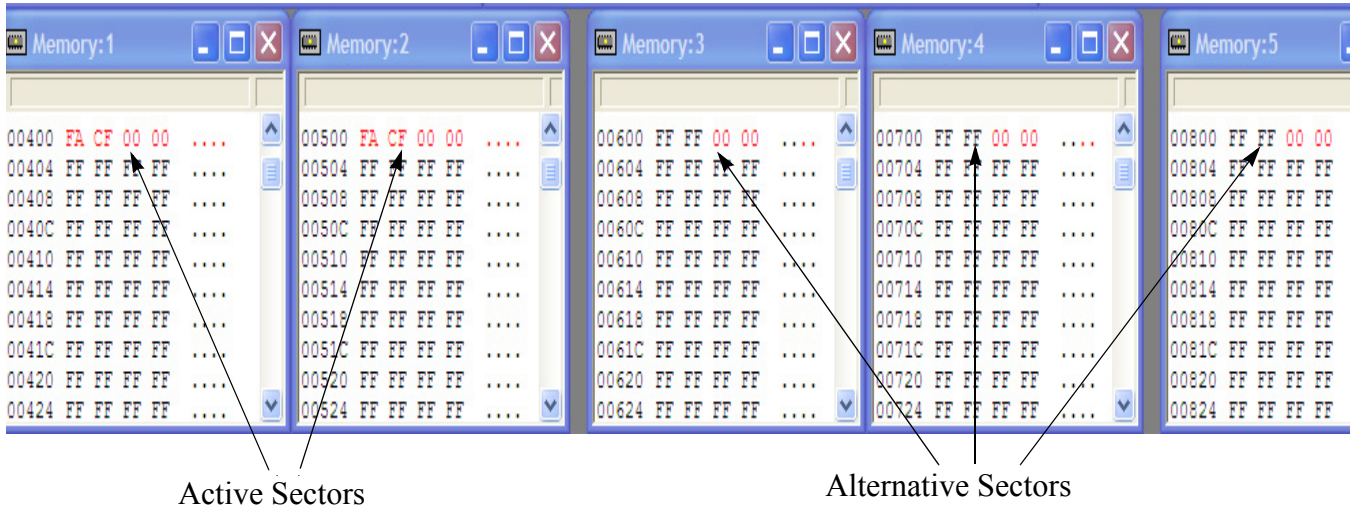 Memory:1 Memory:2 Memory:3 Memory:4 Memory:5
00400 FA CF 00 00 .... 00500 FA CF 00 00 .... 00600 FF FF 00 00 .... 00700 FF FF 00 00 .... 00800 FF FF 00 00
00404 FF FF FF FF .... 00504 FF FF FF FF .... 00604 FF FF FF FF .... 00704 FF FF FF FF .... 00804 FF FF FF FF
00408 FF FF FF FF .... 00508 FF FF FF FF .... 00608 FF FF FF FF .... 00708 FF FF FF FF .... 00808 FF FF FF FF
0040C FF FF FF FF .... 0050C FF FF FF FF .... 0060C FF FF FF FF .... 0070C FF FF FF FF .... 0080C FF FF FF FF
00410 FF FF FF FF .... 00510 FF FF FF FF .... 00610 FF FF FF FF .... 00710 FF FF FF FF .... 00810 FF FF FF FF
00414 FF FF FF FF .... 00514 FF FF FF FF .... 00614 FF FF FF FF .... 00714 FF FF FF FF .... 00814 FF FF FF FF
00418 FF FF FF FF .... 00518 FF FF FF FF .... 00618 FF FF FF FF .... 00718 FF FF FF FF .... 00818 FF FF FF FF
0041C FF FF FF FF .... 0051C FF FF FF FF .... 0061C FF FF FF FF .... 0071C FF FF FF FF .... 0081C FF FF FF FF
00420 FF FF FF FF .... 00520 FF FF FF FF .... 00620 FF FF FF FF .... 00720 FF FF FF FF .... 00820 FF FF FF FF
00424 FF FF FF FF .... 00524 FF FF FF FF .... 00624 FF FF FF FF .... 00724 FF FF FF FF .... 00824 FF FF FF FF
Active Sectors Alternative Sectors